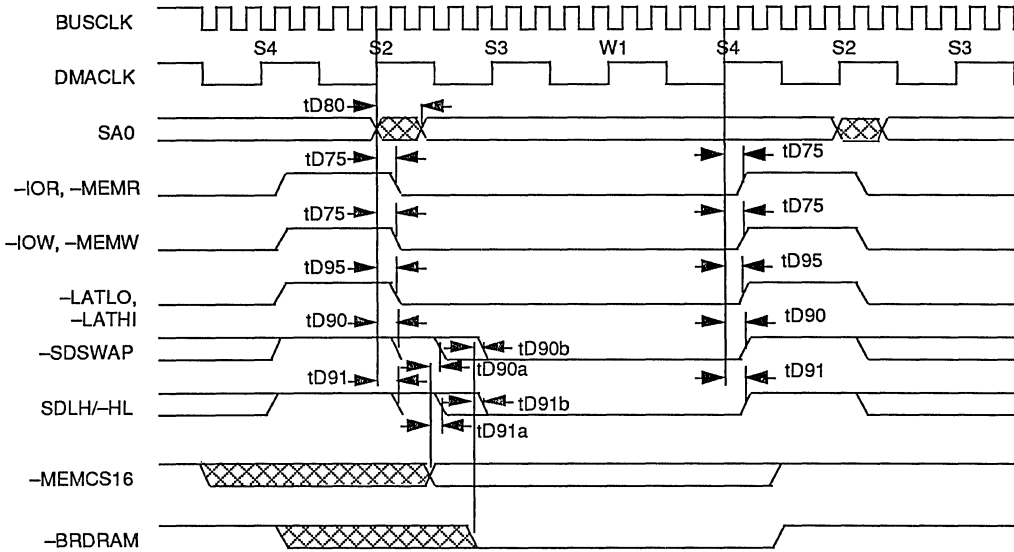 BUSCLK
S4 S2 S3 W1 S4 S2 S3
DMACLK
tD80
SA0
tD75 tD75
–IOR, –MEMR
tD75 tD75
–IOW, –MEMW
tD95 tD95
–LATLO,
–LATHI
tD90 tD90
–SDSWAP tD90b
tD90a
tD91 tD91
SDLH/–HL tD91b
tD91a
–MEMCS16
–BRDRAM